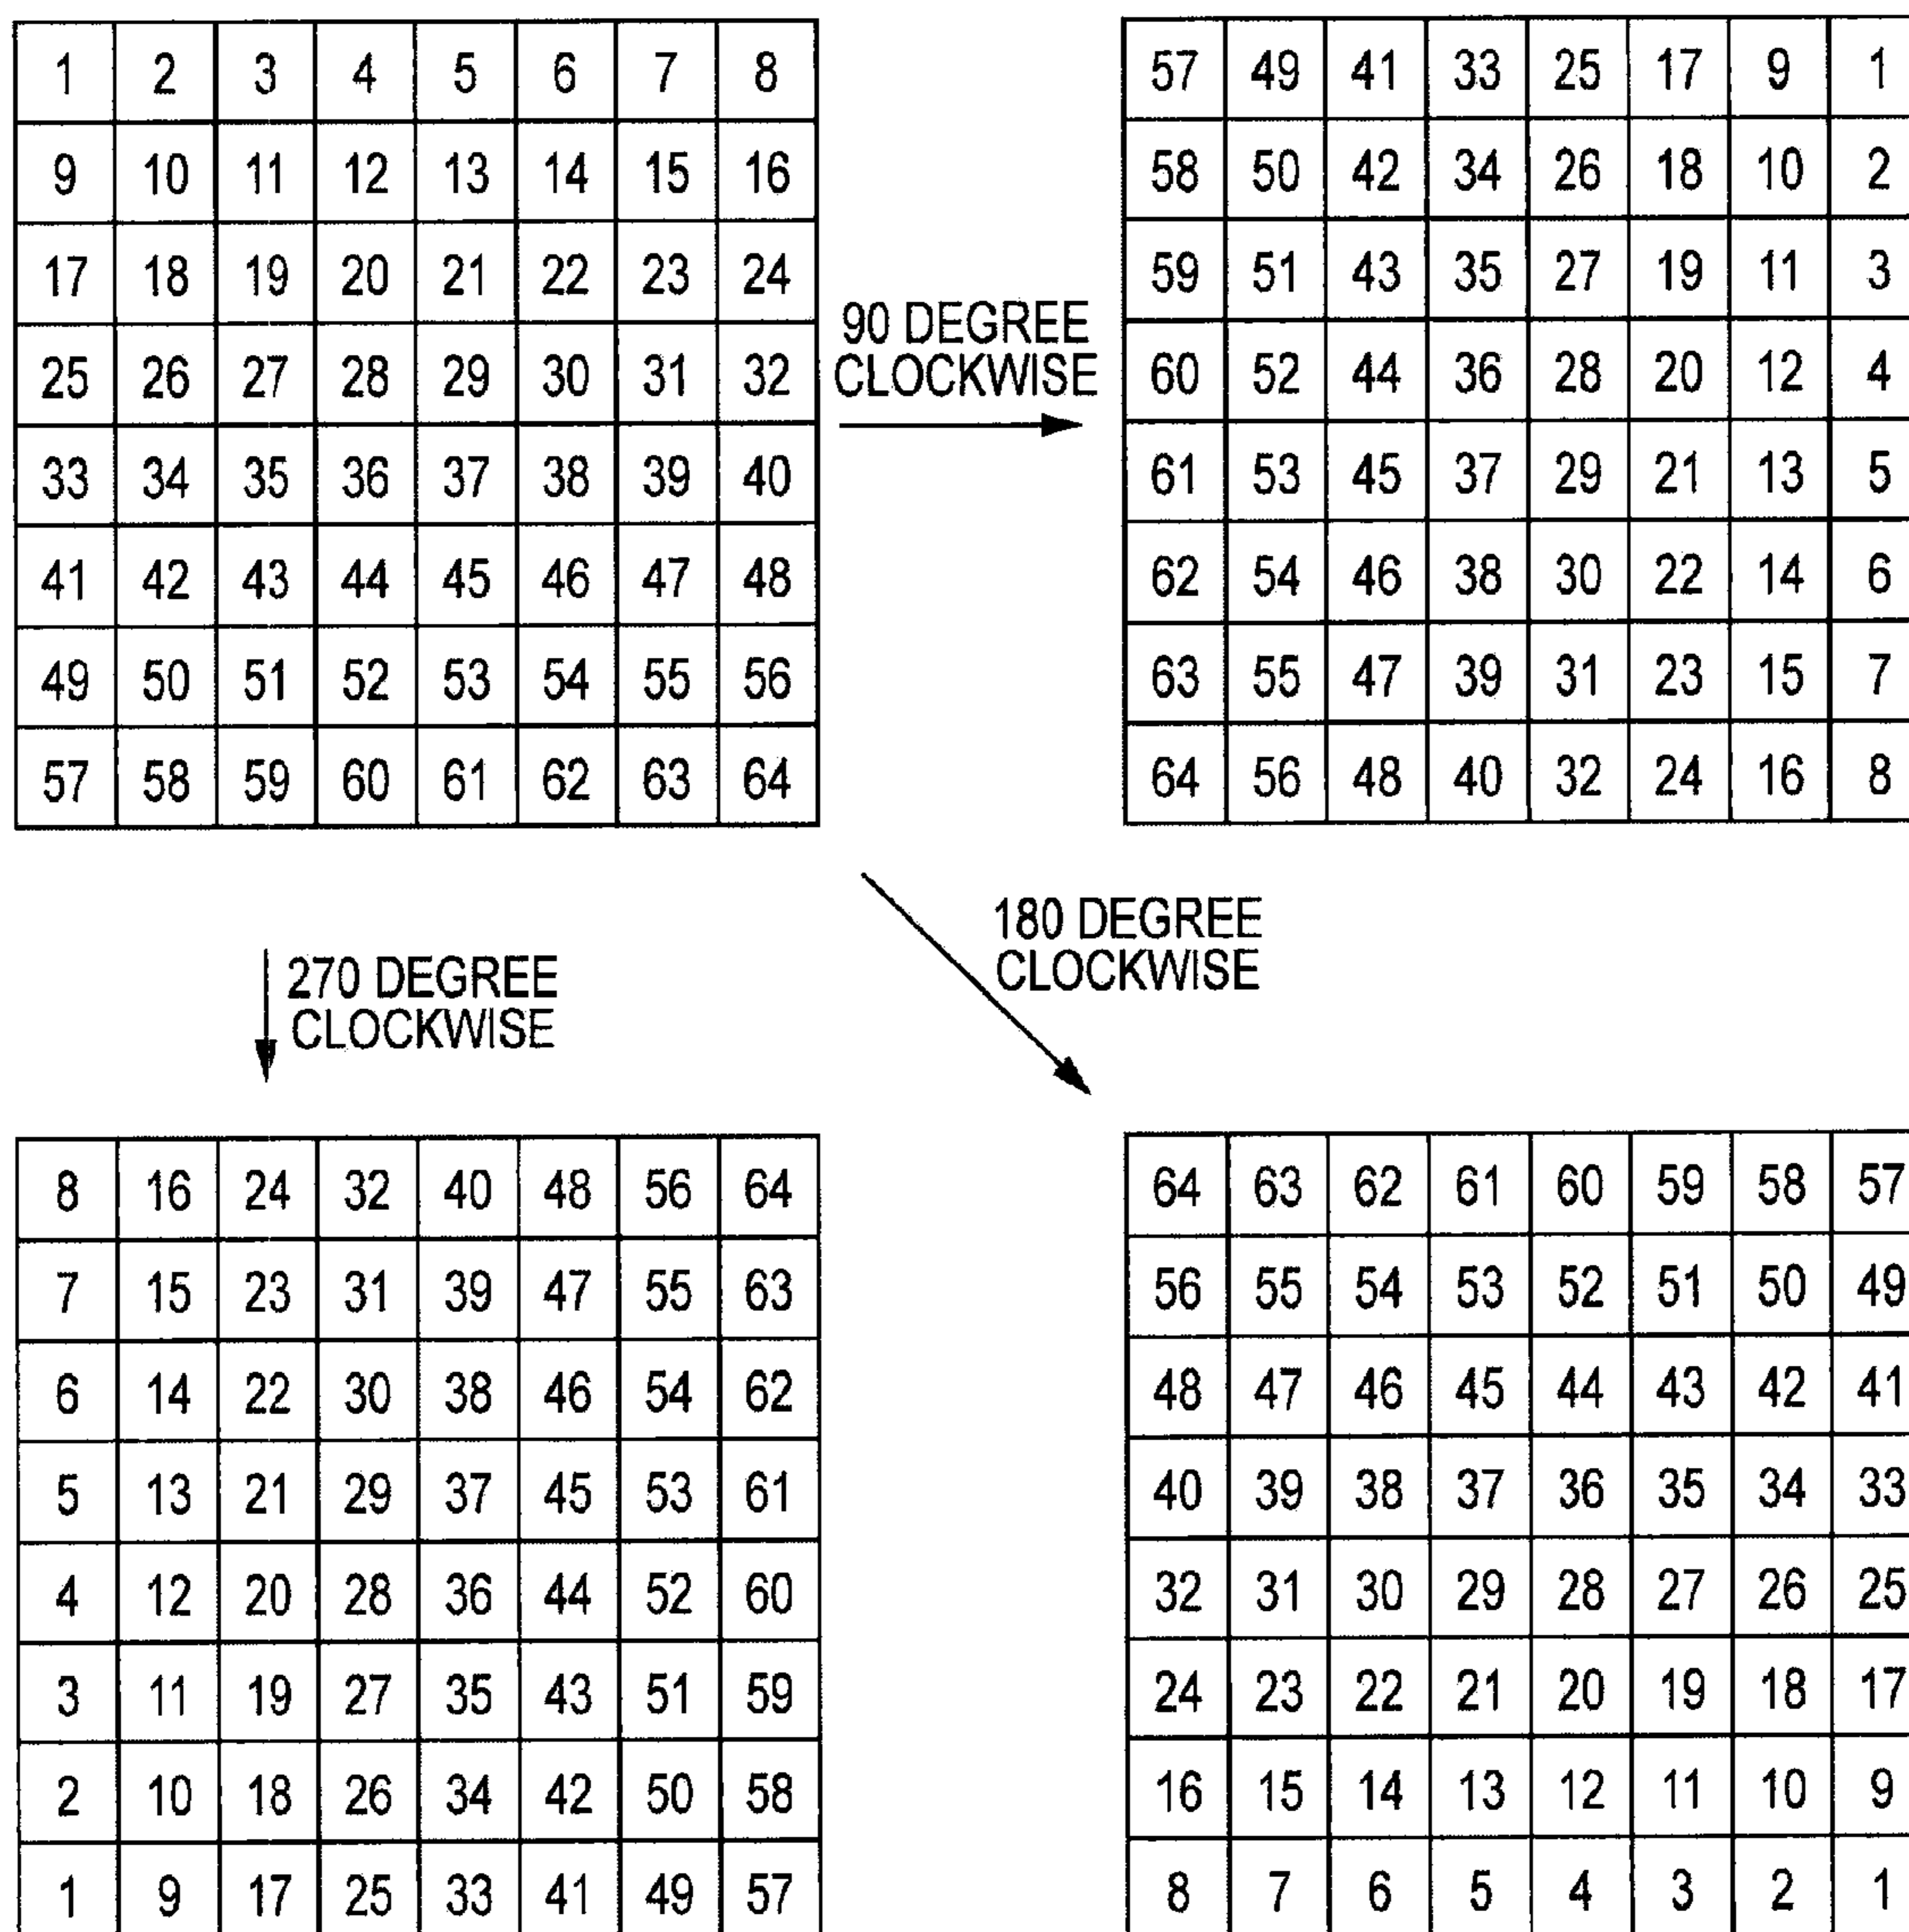 1 2 3 4 5 6 7 8
9 10 11 12 13 14 15 16
17 18 19 20 21 22 23 24
25 26 27 28 29 30 31 32
33 34 35 36 37 38 39 40
41 42 43 44 45 46 47 48
49 50 51 52 53 54 55 56
57 58 59 60 61 62 63 64
90 DEGREE
CLOCKWISE
57 49 41 33 25 17 9 1
58 50 42 34 26 18 10 2
59 51 43 35 27 19 11 3
60 52 44 36 28 20 12 4
61 53 45 37 29 21 13 5
62 54 46 38 30 22 14 6
63 55 47 39 31 23 15 7
64 56 48 40 32 24 16 8
270 DEGREE
CLOCKWISE
180 DEGREE
CLOCKWISE
8 16 24 32 40 48 56 64
7 15 23 31 39 47 55 63
6 14 22 30 38 46 54 62
5 13 21 29 37 45 53 61
4 12 20 28 36 44 52 60
3 11 19 27 35 43 51 59
2 10 18 26 34 42 50 58
1 9 17 25 33 41 49 57
64 63 62 61 60 59 58 57
56 55 54 53 52 51 50 49
48 47 46 45 44 43 42 41
40 39 38 37 36 35 34 33
32 31 30 29 28 27 26 25
24 23 22 21 20 19 18 17
16 15 14 13 12 11 10 9
8 7 6 5 4 3 2 1